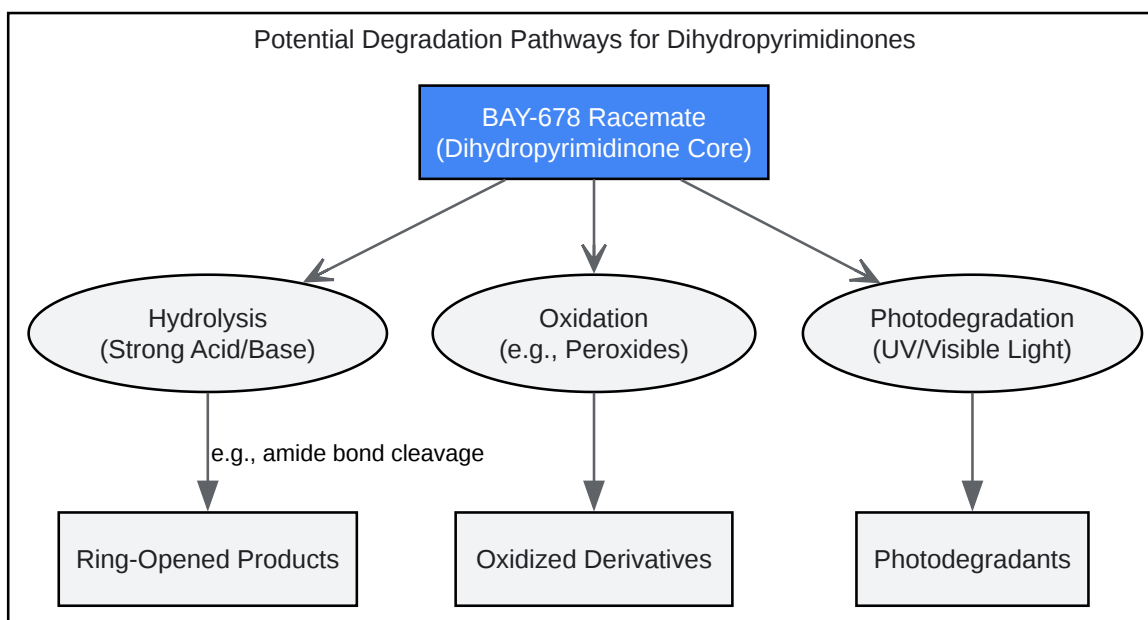 Potential Degradation Pathways for Dihydropyrimidinones
BAY-678 Racemate
(Dihydropyrimidinone Core)
Hydrolysis
(Strong Acid/Base)
Oxidation
(e.g., Peroxides)
Photodegradation
(UV/Visible Light)
e.g., amide bond cleavage
Ring-Opened Products
Oxidized Derivatives
Photodegradants